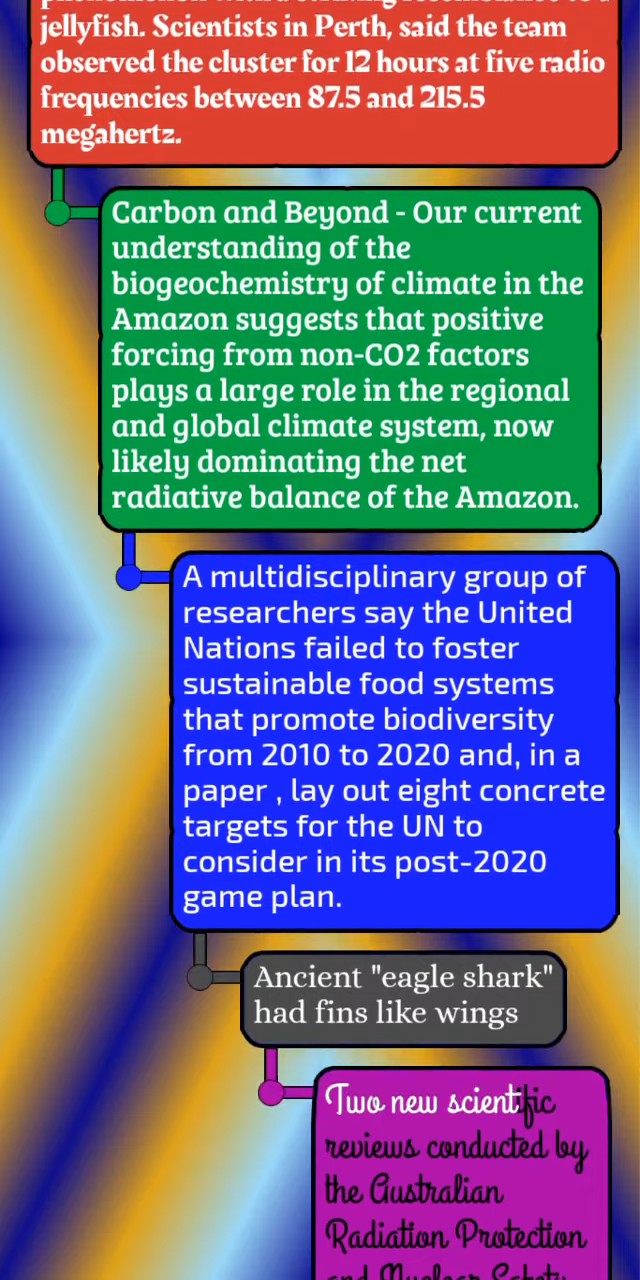 jellyfish. Scientists in Perth, said the team
observed the cluster for 12 hours at five radio
frequencies between 87.5 and 215.5
megahertz.
Carbon and Beyond - Our current
understanding of the
biogeochemistry of climate in the
Amazon suggests that positive
forcing from non-CO2 factors
plays a large role in the regional
and global climate system, now
likely dominating the net
radiative balance of the Amazon.
A multidisciplinary group of
researchers say the United
Nations failed to foster
sustainable food systems
that promote biodiversity
from 2010 to 2020 and, in a
paper , lay out eight concrete
targets for the UN to
consider in its post-2020
game plan.
Ancient "eagle shark"
had fins like wings
Two new scientific
reviews conducted by
the Australian
Radiation Protection
and Nuclear Safety